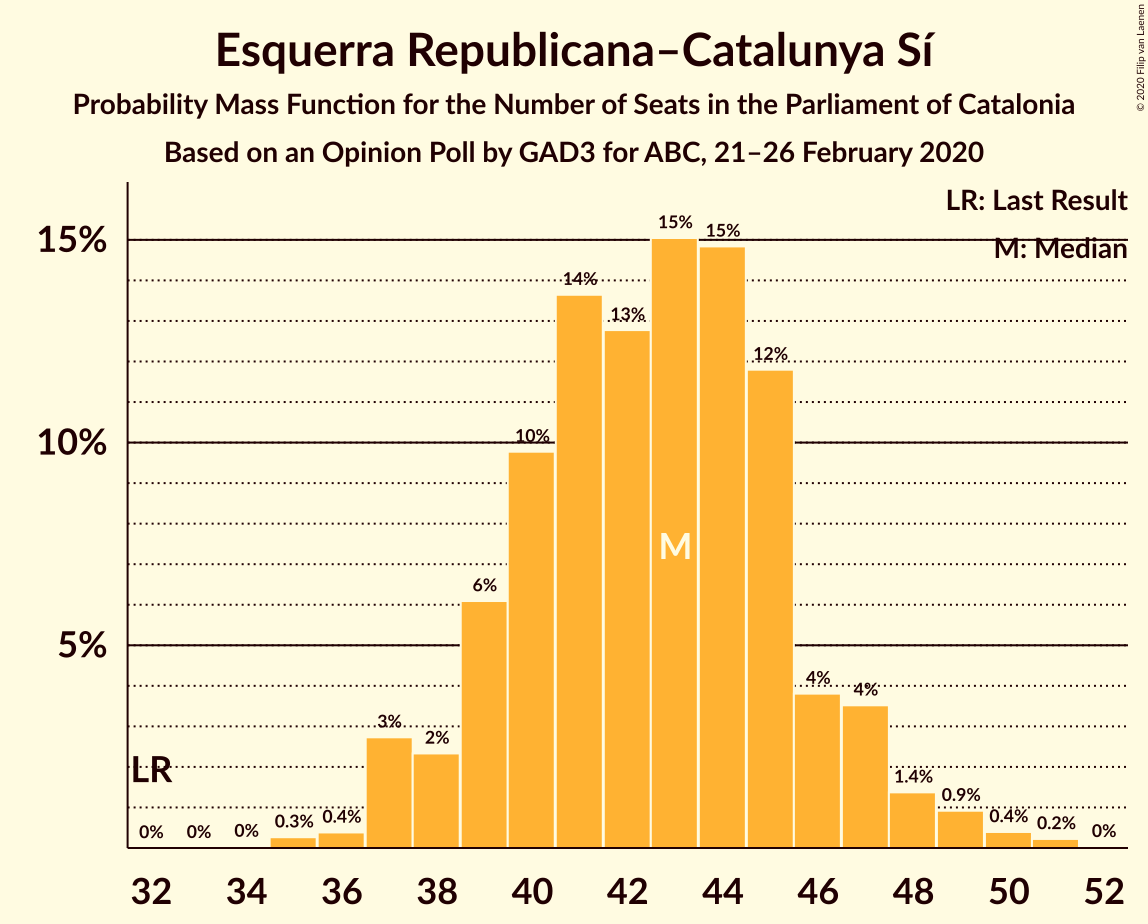 Esquerra Republicana–Catalunya Sí
Probability Mass Function for the Number of Seats in the Parliament of Catalonia
Based on an Opinion Poll by GAD3 for ABC, 21–26 February 2020
© 2020 Filip van Laenen
LR: Last Result
M: Median
15%
10%
5%
LR
M
0% 0% 0% 0.3% 0.4% 3% 2% 6% 10% 14% 13% 15% 15% 12% 4% 4% 1.4% 0.9% 0.4% 0.2% 0%
32 34 36 38 40 42 44 46 48 50 52